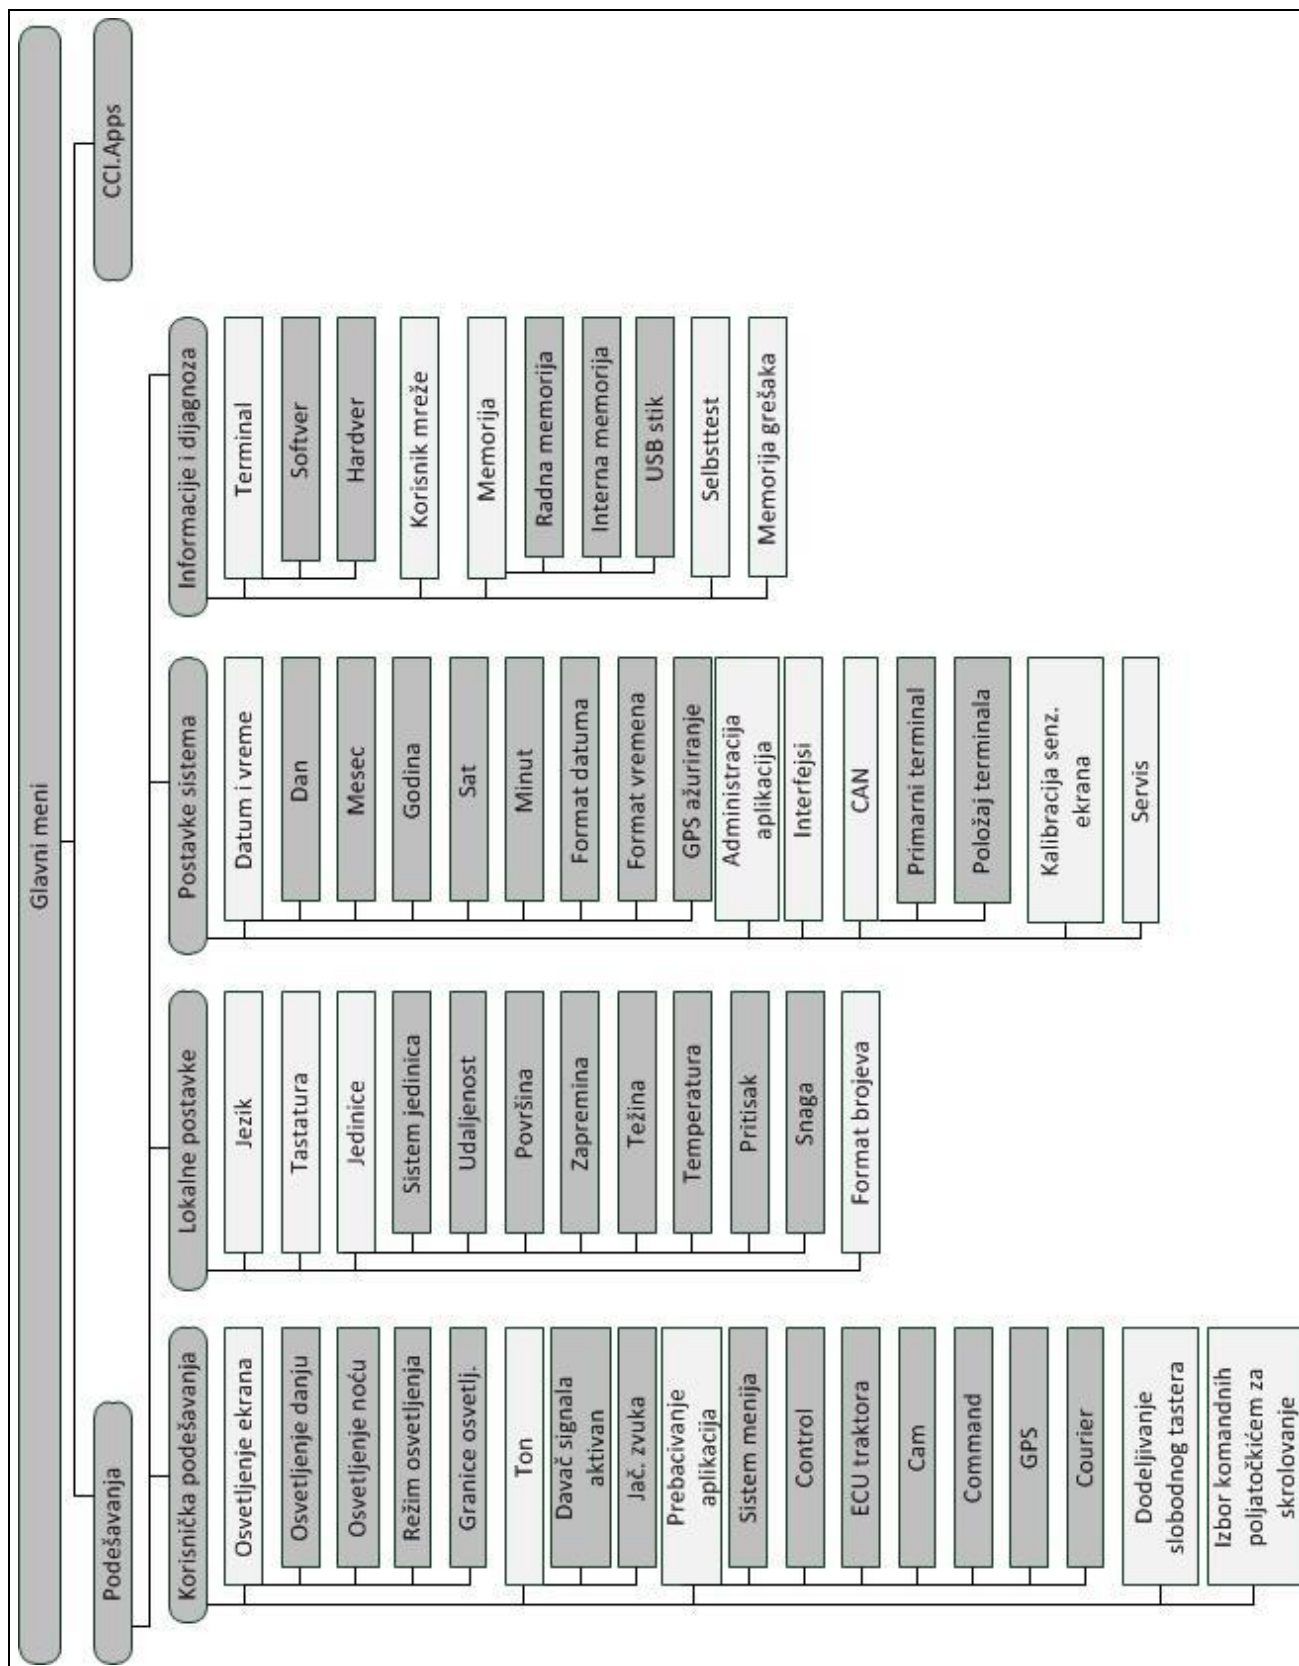 Glavni meni
Podešavanja
CCI.Apps
Korisnička podešavanja
Osvetljenje ekrana
Osvetljenje danju
Osvetljenje noću
Režim osvetljenja
Granice osvetlj.
Ton
Davač signala
aktivan
Jač. zvuka
Prebacivanje
aplikacija
Sistem menija
Control
ECU traktora
Cam
Command
GPS
Courier
Dodeljivanje
slobodnog tastera
Izbor komandnih
poljatočkićem za
skrolovanje
Lokalne postavke
Jezik
Tastatura
Jedinice
Sistem jedinica
Udaljenost
Površina
Zapremina
Težina
Temperatura
Pritisak
Snaga
Format brojeva
Postavke sistema
Datum i vreme
Dan
Mesec
Godina
Sat
Minut
Format datuma
Format vremena
GPS ažuriranje
Administracija
aplikacija
Interfejsi
CAN
Primarni terminal
Položaj terminala
Kalibracija senz.
ekrana
Servis
Informacije i dijagnoza
Terminal
Softver
Hardver
Korisnik mreže
Memorija
Radna memorija
Interna memorija
USB stik
Selbsttest
Memorija grešaka